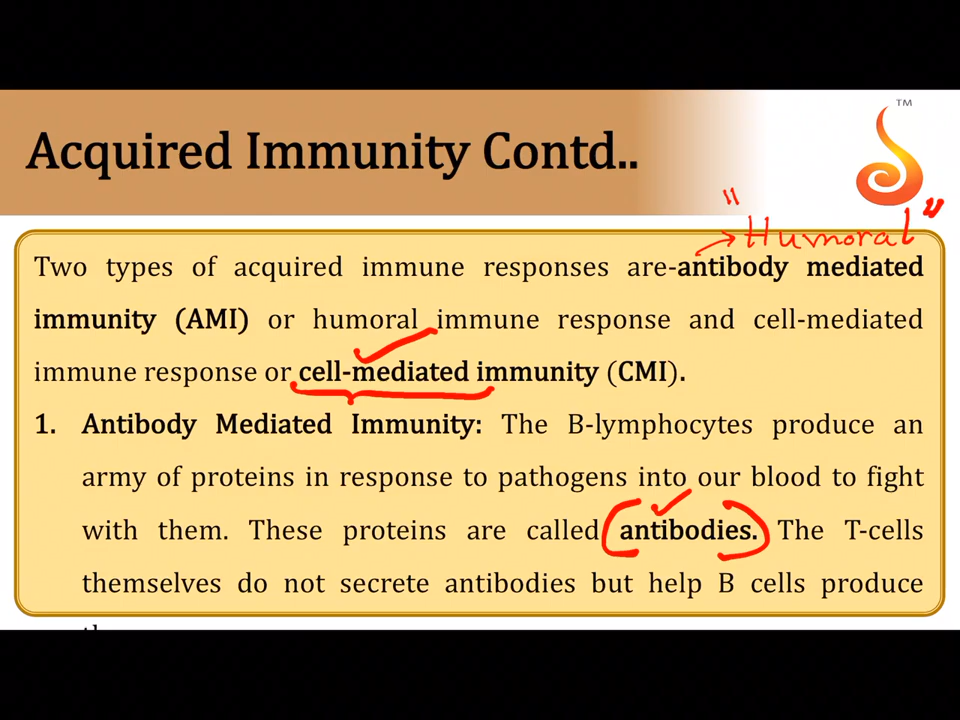 TM
Acquired Immunity Contd..
" Humoral "
Two types of acquired immune responses are-antibody mediated
immunity (AMI) or humoral immune response and cell-mediated
immune response or cell-mediated immunity (CMI).
1. Antibody Mediated Immunity: The B-lymphocytes produce an
army of proteins in response to pathogens into our blood to fight
with them. These proteins are called antibodies. The T-cells
themselves do not secrete antibodies but help B cells produce